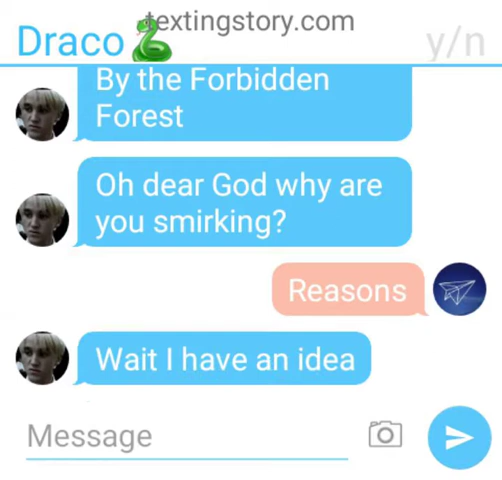 textingstory.com
Draco🐍
y/n
By the Forbidden
Forest
Oh dear God why are
you smirking?
Reasons
Wait I have an idea
Message